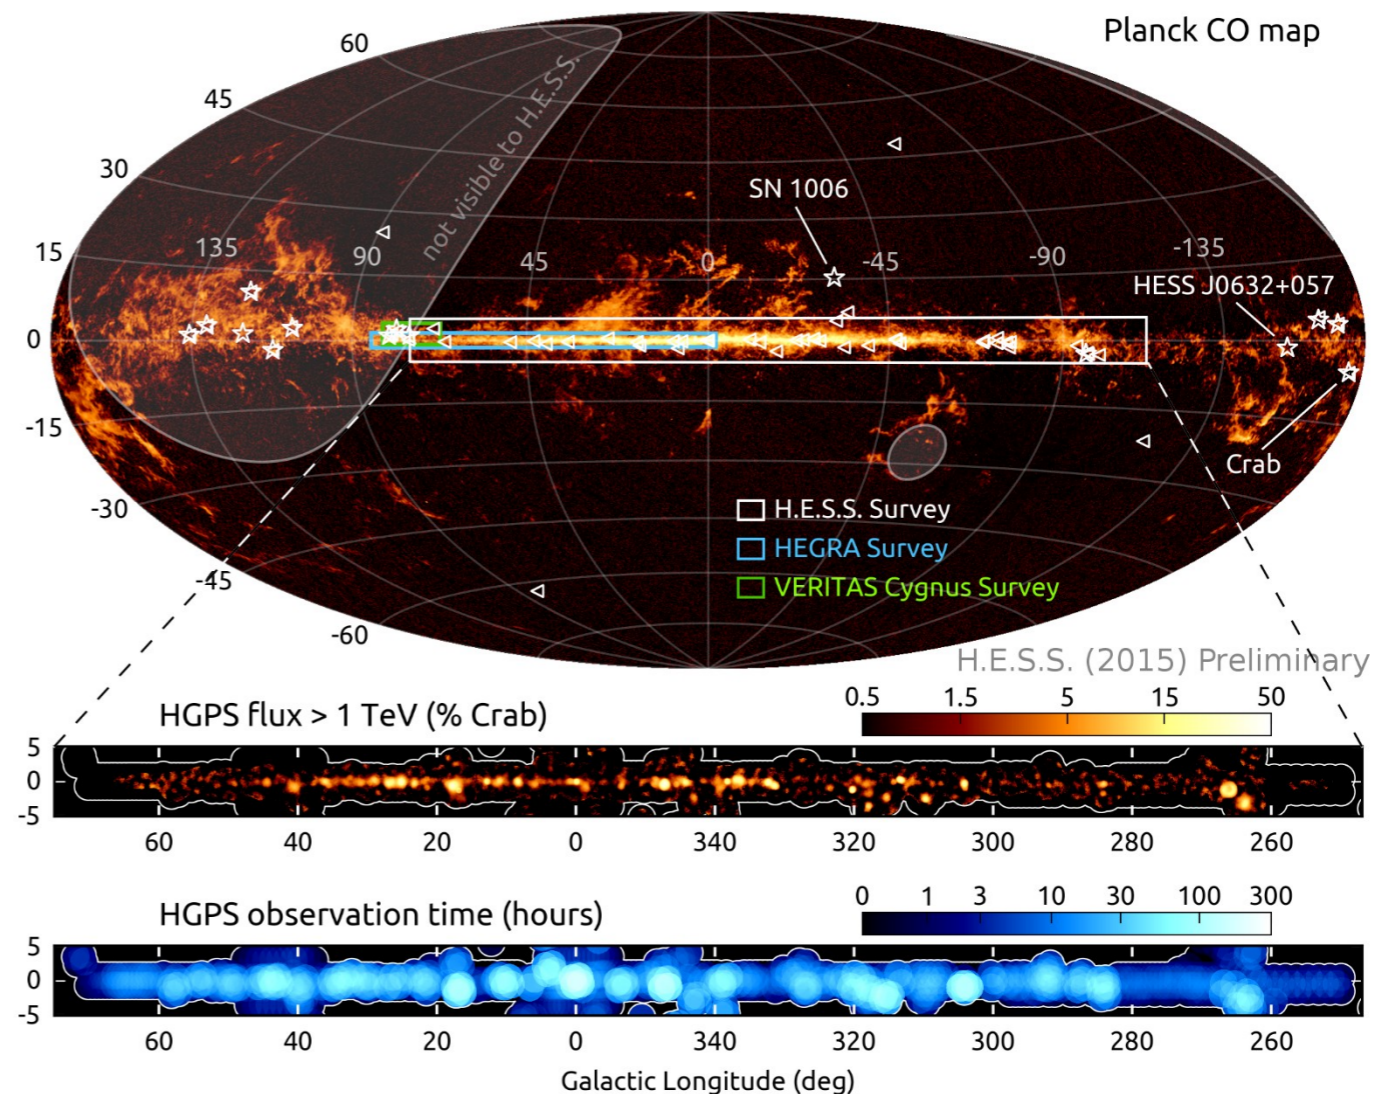 Planck CO map
60
45
30
15
0
-15
-30
-45
-60
not visible to H.E.S.S.
135
90
45
0
-45
-90
-135
SN 1006
HESS J0632+057
Crab
H.E.S.S. Survey
HEGRA Survey
VERITAS Cygnus Survey
H.E.S.S. (2015) Preliminary
HGPS flux > 1 TeV (% Crab)
0.5 1.5 5 15 50
5
0
-5
60 40 20 0 340 320 300 280 260
HGPS observation time (hours)
0 1 3 10 30 100 300
5
0
-5
60 40 20 0 340 320 300 280 260
Galactic Longitude (deg)